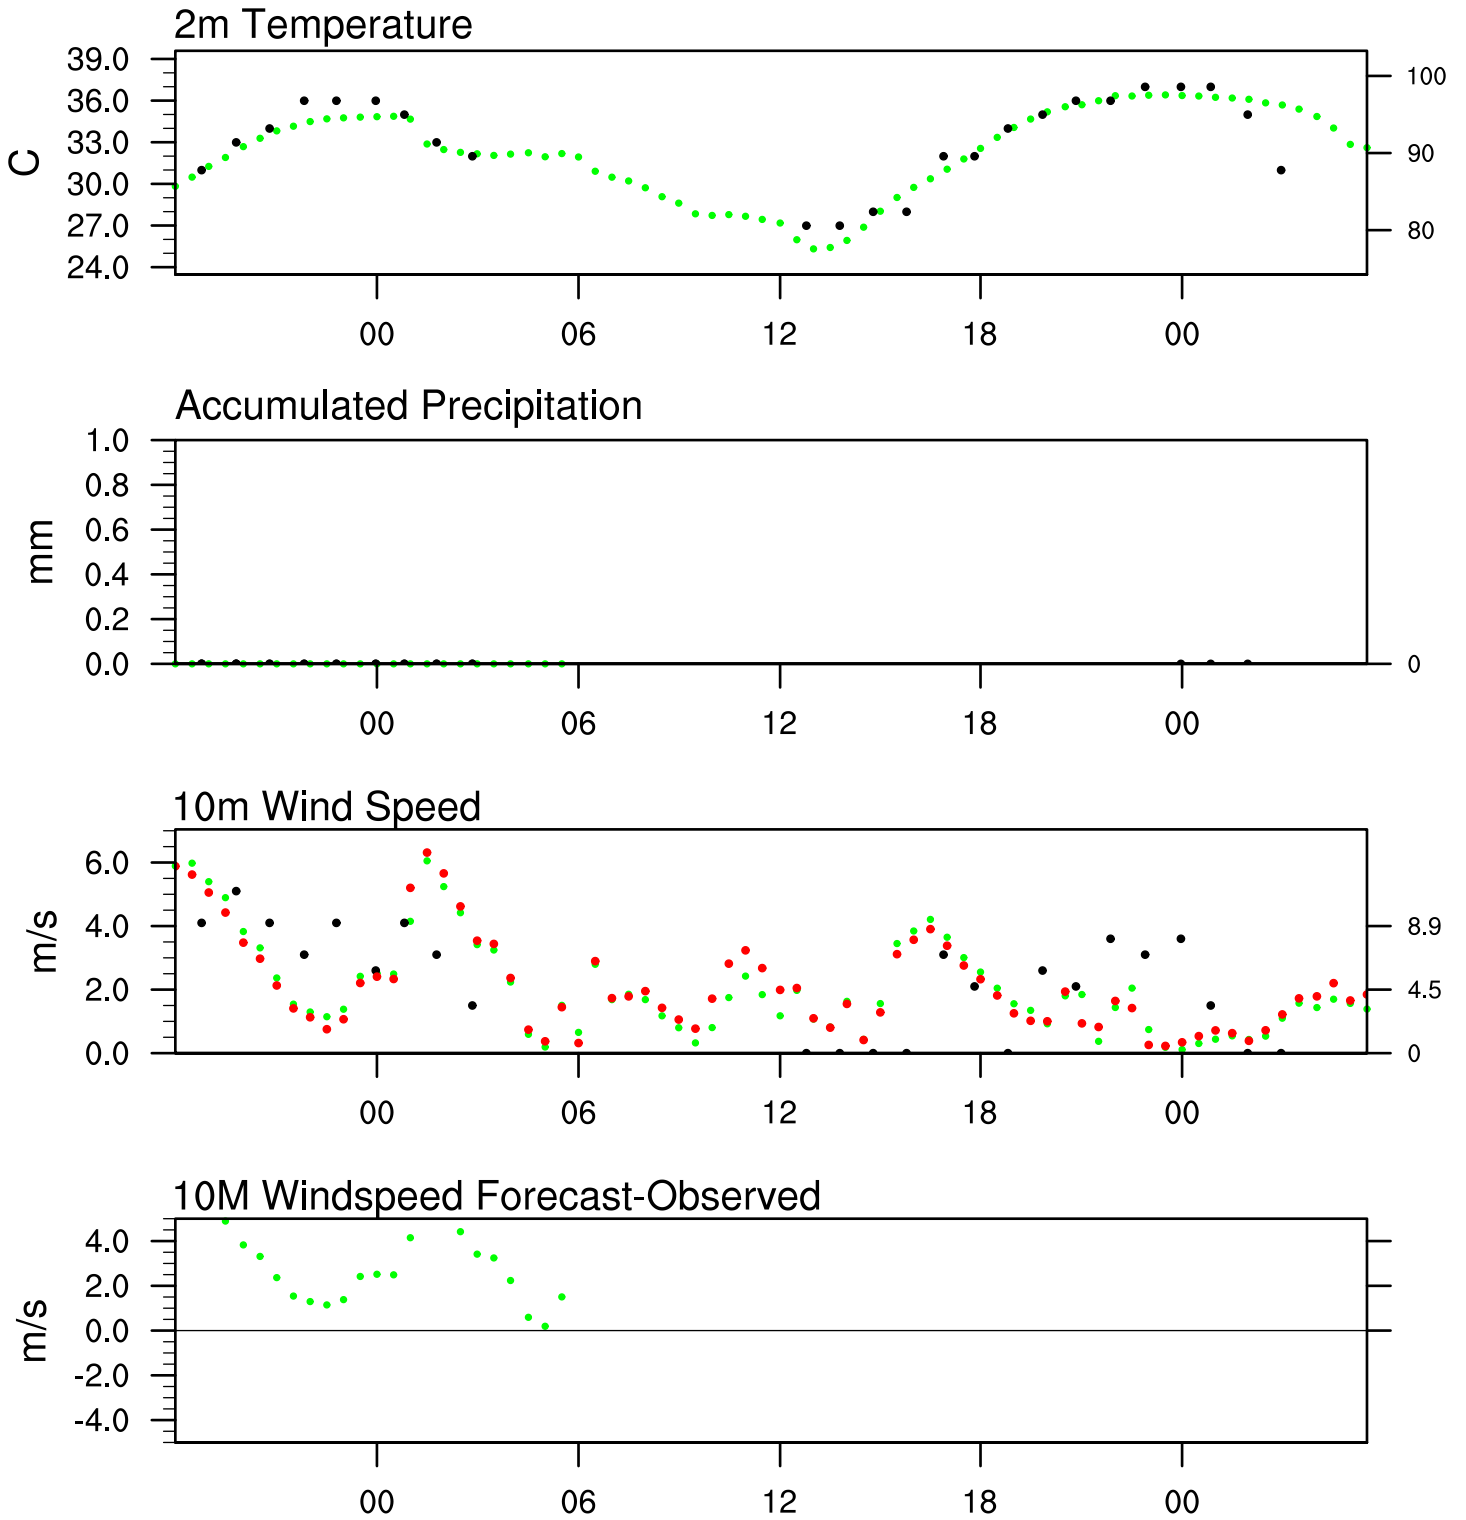 2m Temperature
39.0
36.0
33.0
30.0
27.0
24.0
C
100
90
80
00 06 12 18 00
Accumulated Precipitation
1.0
0.8
0.6
0.4
0.2
0.0
mm
0
00 06 12 18 00
10m Wind Speed
6.0
4.0
2.0
0.0
m/s
8.9
4.5
0
00 06 12 18 00
10M Windspeed Forecast-Observed
4.0
2.0
0.0
-2.0
-4.0
m/s
00 06 12 18 00